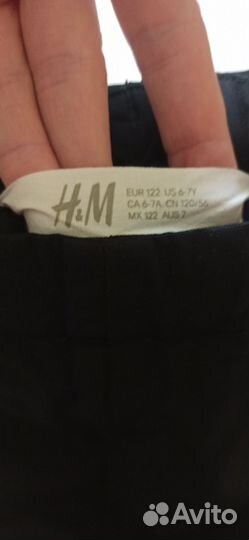 H&M
EUR 122 US 6-7Y
CA 6-7A CN 120/56
MX 122 AUS 7
Avito